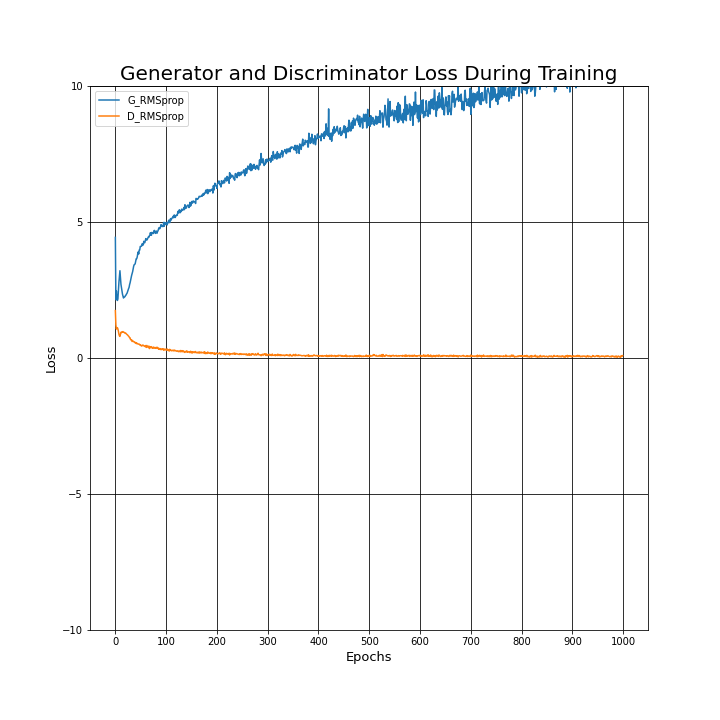 Generator and Discriminator Loss During Training
G_RMSprop
D_RMSprop
10
5
0
−5
−10
Loss
0 100 200 300 400 500 600 700 800 900 1000
Epochs